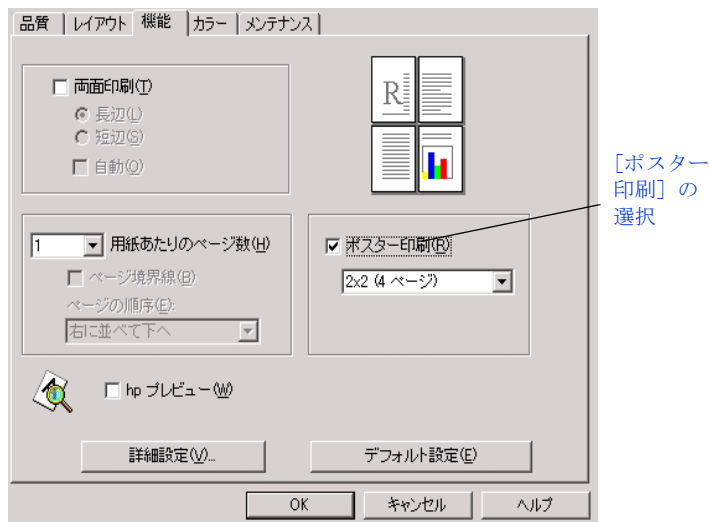 品質 レイアウト 機能 カラー メンテナンス
両面印刷(T)
長辺(L)
短辺(S)
自動(O)
R
[ポスター
印刷] の
選択
1 用紙あたりのページ数(H)
ページ境界線(B)
ページの順序(E):
右に並べて下へ
ポスター印刷(R)
2x2 (4 ページ)
hp プレビュー(W)
詳細設定(V)...
デフォルト設定(E)
OK キャンセル ヘルプ